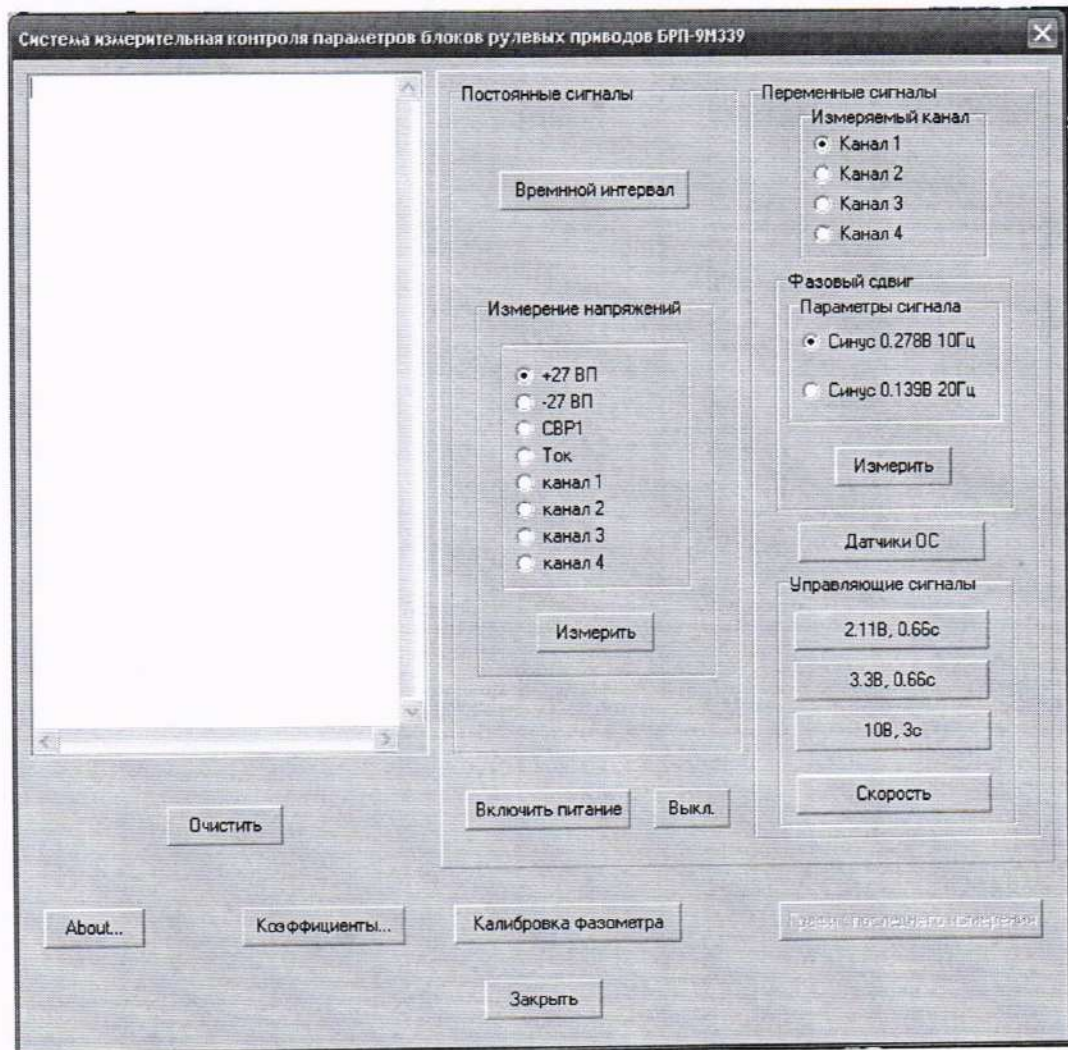 Система измерительная контроля параметров блоков рулевых приводов БРП-9М339
Постоянные сигналы
Времнной интервал
Измерение напряжений
+27 ВП
-27 ВП
СВР1
Ток
канал 1
канал 2
канал 3
канал 4
Измерить
Включить питание
Выкл.
Переменные сигналы
Измеряемый канал
Канал 1
Канал 2
Канал 3
Канал 4
Фазовый сдвиг
Параметры сигнала
Синус 0.278В 10Гц
Синус 0.139В 20Гц
Измерить
Датчики ОС
Управляющие сигналы
2.11В, 0.66с
3.3В, 0.66с
10В, 3с
Скорость
Очистить
About...
Коэффициенты...
Калибровка фазометра
последнего измерения
Закрыть